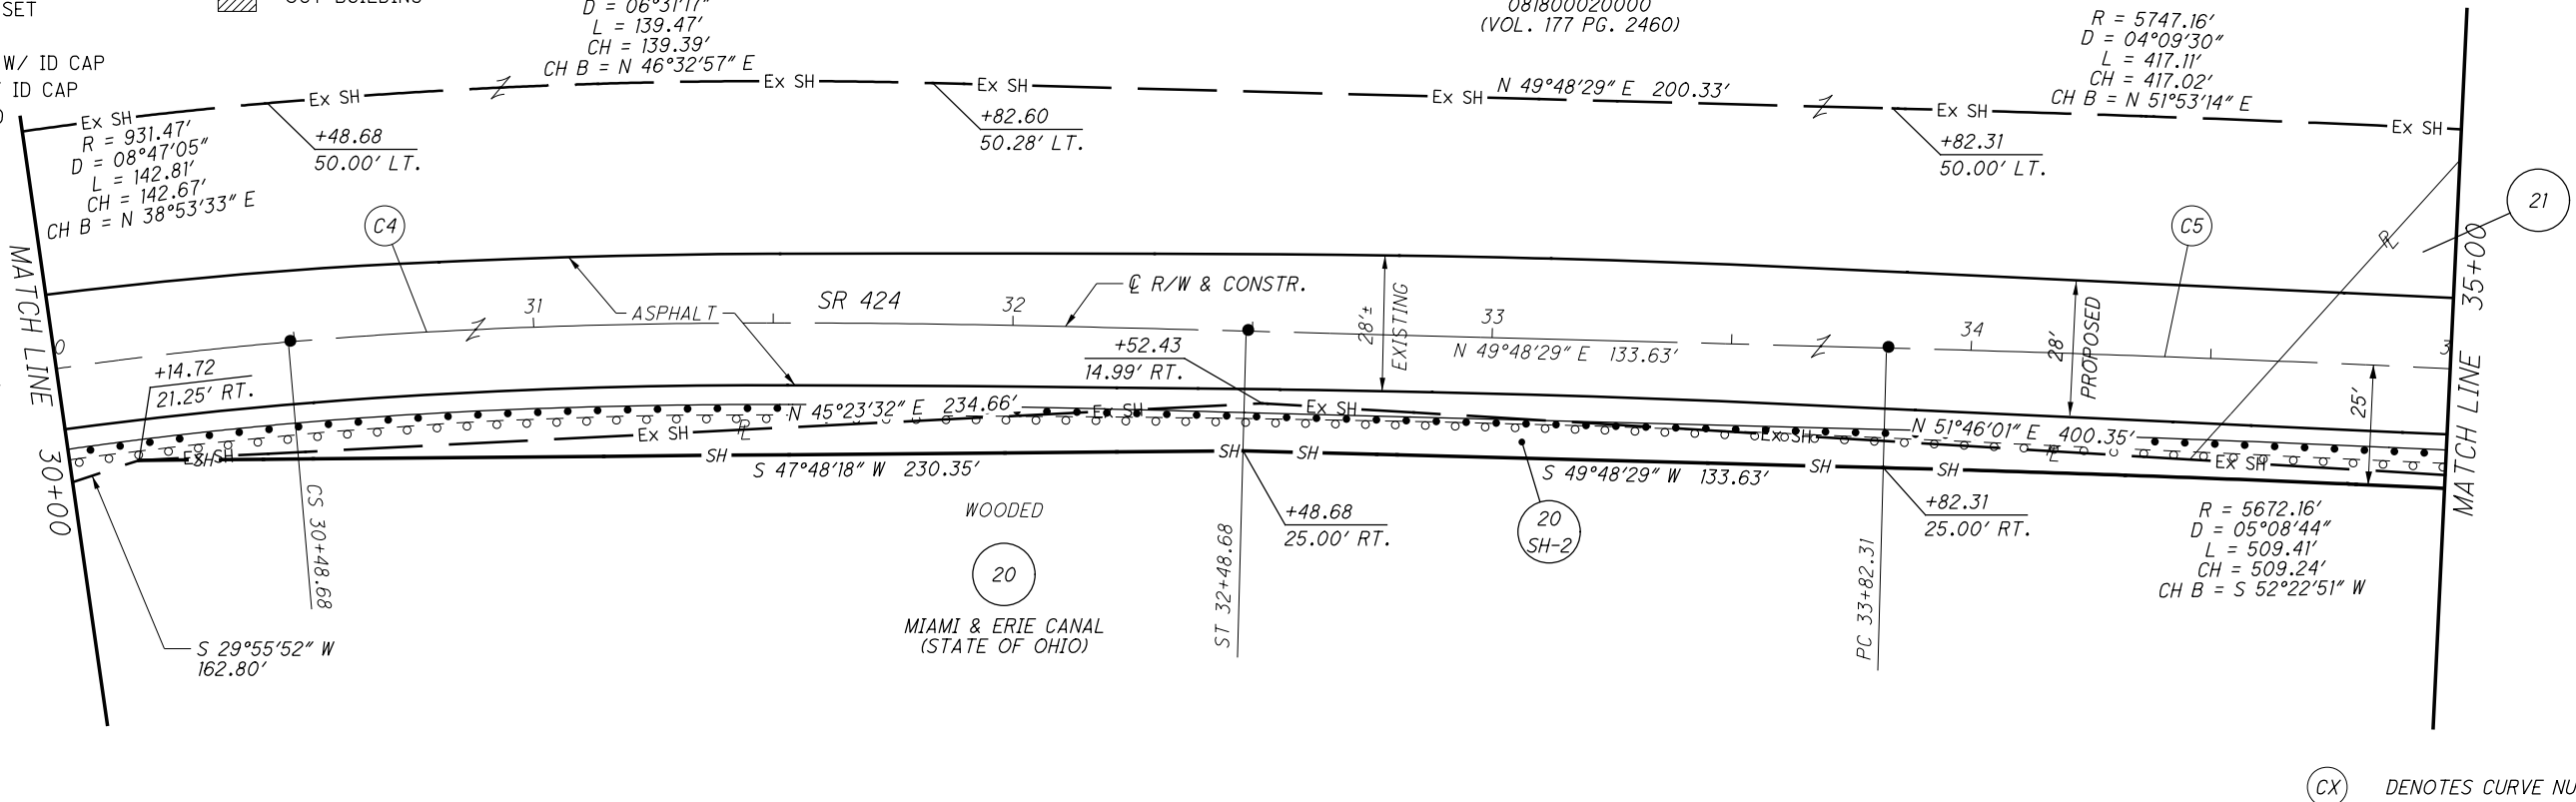 SET
W/ ID CAP
ID CAP
D = 06°31'17"
L = 139.47'
CH = 139.39'
CH B = N 46°32'57" E
081800020000
(VOL. 177 PG. 2460)
R = 5747.16'
D = 04°09'30"
L = 417.11'
CH = 417.02'
CH B = N 51°53'14" E
Ex SH
Ex SH
Ex SH
Ex SH
Ex SH
N 49°48'29" E 200.33'
Ex SH
Ex SH
R = 931.47'
D = 08°47'05"
L = 142.81'
CH = 142.67'
CH B = N 38°53'33" E
+48.68
50.00' LT.
+82.60
50.28' LT.
+82.31
50.00' LT.
C4
C5
21
MATCH LINE 30+00
MATCH LINE 35+00
31
ASPHALT
SR 424
32
℄ R/W & CONSTR.
28'±
EXISTING
33
N 49°48'29" E 133.63'
34
28'
PROPOSED
25'
+14.72
21.25' RT.
+52.43
14.99' RT.
N 45°23'32" E 234.66'
Ex SH
Ex SH
Ex SH
Ex SH
Ex SH
N 51°46'01" E 400.35'
Ex SH
SH
S 47°48'18" W 230.35'
SH
SH
S 49°48'29" W 133.63'
SH
SH
CS 30+48.68
WOODED
20
MIAMI & ERIE CANAL
(STATE OF OHIO)
ST 32+48.68
+48.68
25.00' RT.
20
SH-2
PC 33+82.31
+82.31
25.00' RT.
R = 5672.16'
D = 05°08'44"
L = 509.41'
CH = 509.24'
CH B = S 52°22'51" W
S 29°55'52" W
162.80'
CX DENOTES CURVE